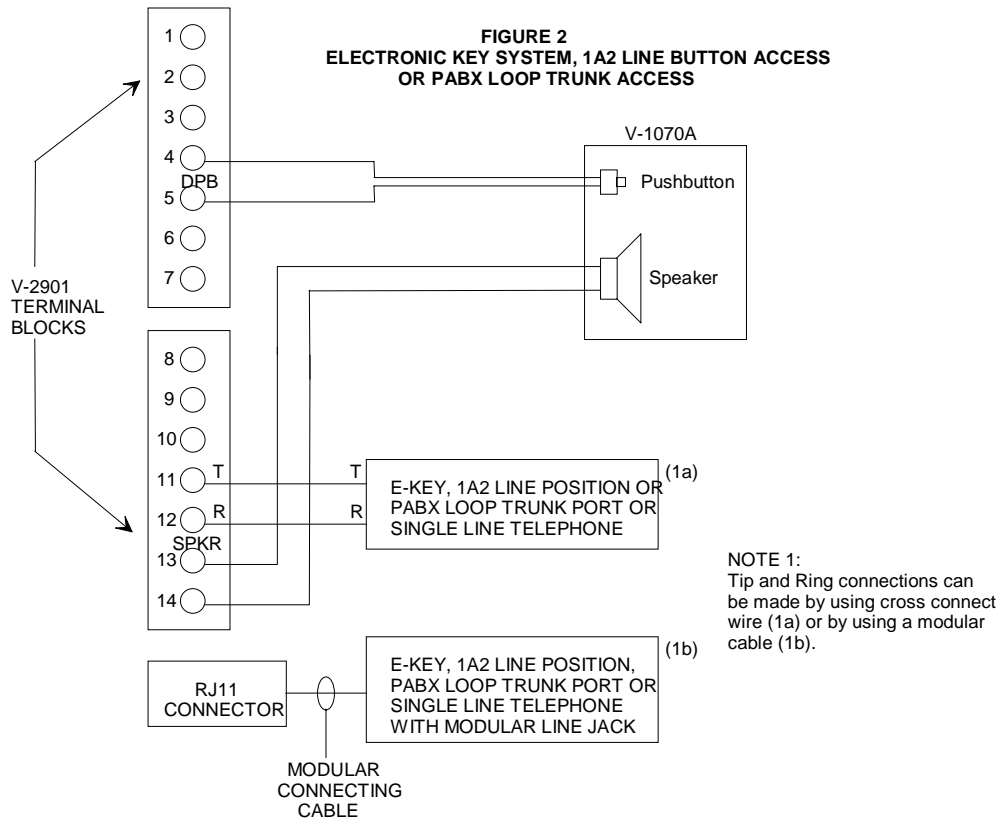 FIGURE 2
ELECTRONIC KEY SYSTEM, 1A2 LINE BUTTON ACCESS
OR PABX LOOP TRUNK ACCESS
1
2
3
4
DPB
5
6
7
V-2901
TERMINAL
BLOCKS
V-1070A
Pushbutton
Speaker
8
9
10
11
T
12
R
SPKR
13
14
T
R
(1a)
E-KEY, 1A2 LINE POSITION OR
PABX LOOP TRUNK PORT OR
SINGLE LINE TELEPHONE
NOTE 1:
Tip and Ring connections can
be made by using cross connect
wire (1a) or by using a modular
cable (1b).
RJ11
CONNECTOR
(1b)
E-KEY, 1A2 LINE POSITION,
PABX LOOP TRUNK PORT OR
SINGLE LINE TELEPHONE
WITH MODULAR LINE JACK
MODULAR
CONNECTING
CABLE